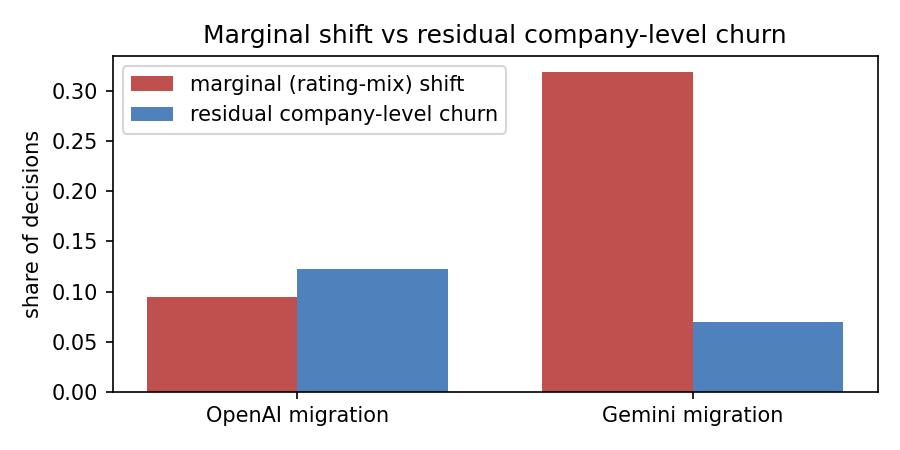 Marginal shift vs residual company-level churn
marginal (rating-mix) shift
residual company-level churn
share of decisions
0.30
0.25
0.20
0.15
0.10
0.05
0.00
OpenAI migration
Gemini migration